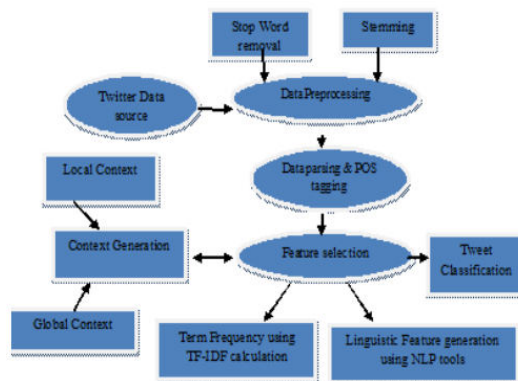 Stop Word
removal
Stemming
Twitter Data
source
DataPreprocessing
Local Context
Dataparsing & POS
tagging
Context Generation
Feature selection
Tweet
Classification
Global Context
Term Frequency using
TF-IDF calculation
Linguistic Feature generation
using NLP tools